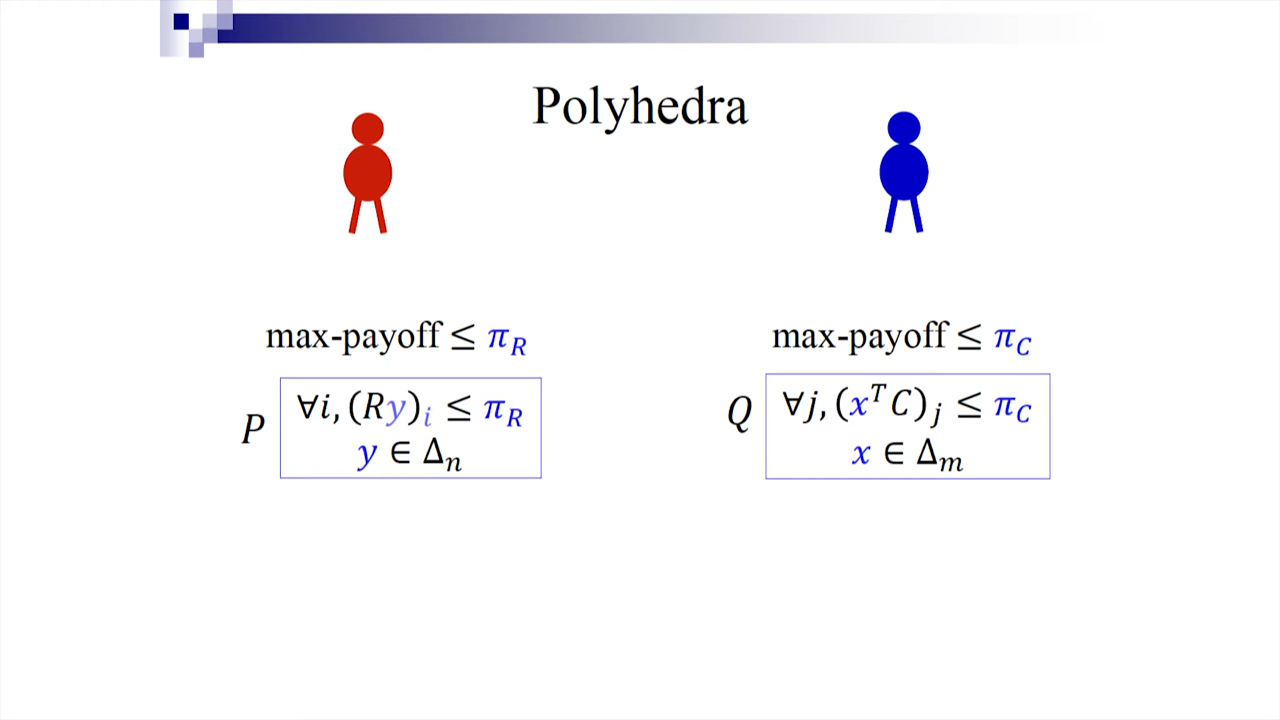 Polyhedra
max-payoff ≤ π_R
P
∀i, (Ry)_i ≤ π_R
y ∈ Δ_n
max-payoff ≤ π_C
Q
∀j, (x^T C)_j ≤ π_C
x ∈ Δ_m